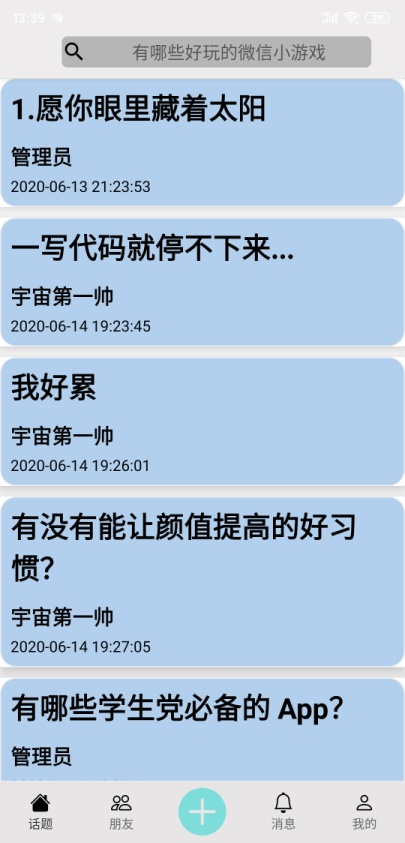 13:39
有哪些好玩的微信小游戏
1.愿你眼里藏着太阳
管理员
2020-06-13 21:23:53
一写代码就停不下来...
宇宙第一帅
2020-06-14 19:23:45
我好累
宇宙第一帅
2020-06-14 19:26:01
有没有能让颜值提高的好习
惯？
宇宙第一帅
2020-06-14 19:27:05
有哪些学生党必备的 App？
管理员
话题 朋友 消息 我的